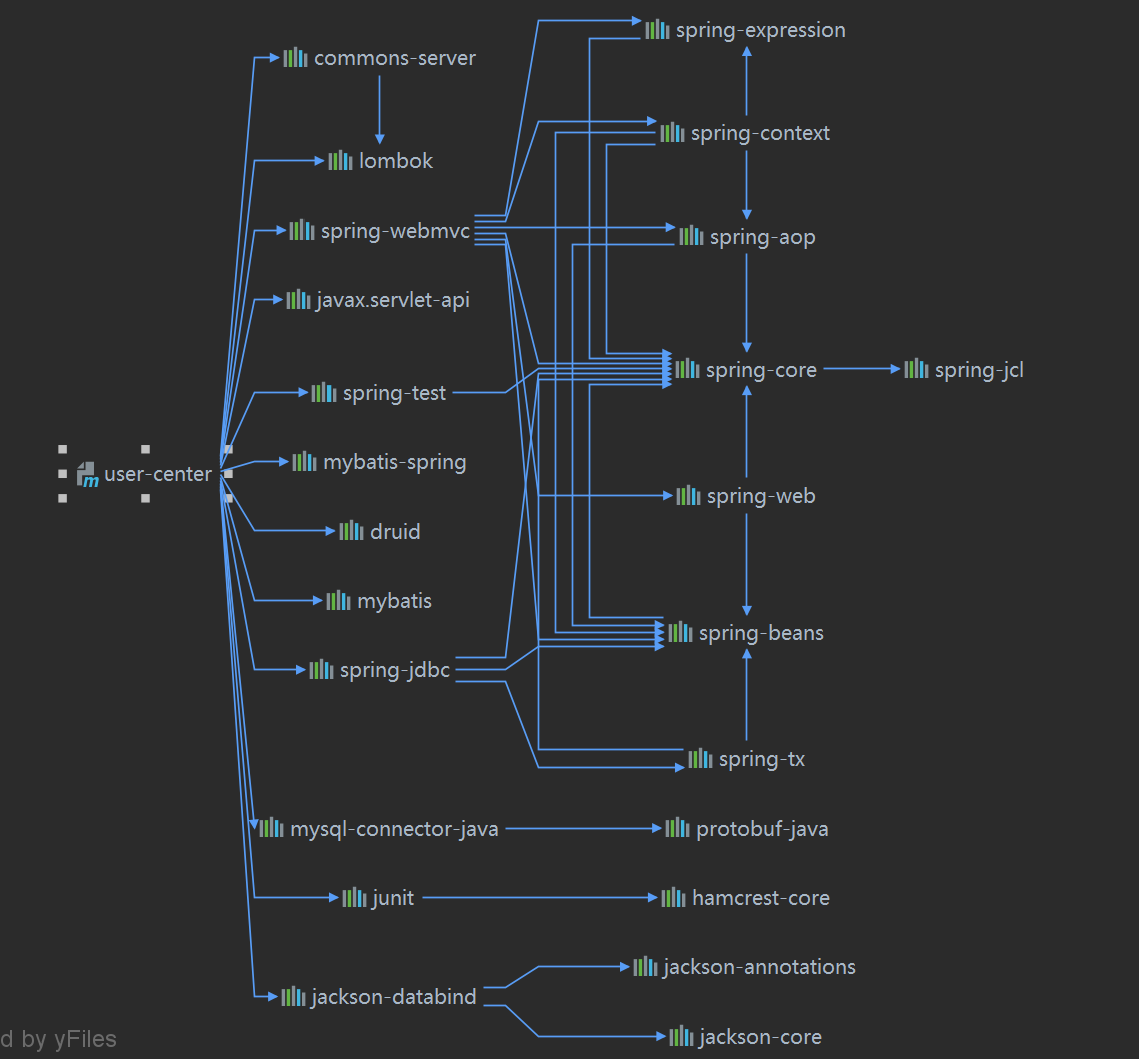 spring-expression
commons-server
spring-context
lombok
spring-webmvc
spring-aop
javax.servlet-api
spring-core
spring-jcl
spring-test
mybatis-spring
m user-center
spring-web
druid
mybatis
spring-beans
spring-jdbc
spring-tx
mysql-connector-java
protobuf-java
junit
hamcrest-core
jackson-annotations
jackson-databind
jackson-core
d by yFiles